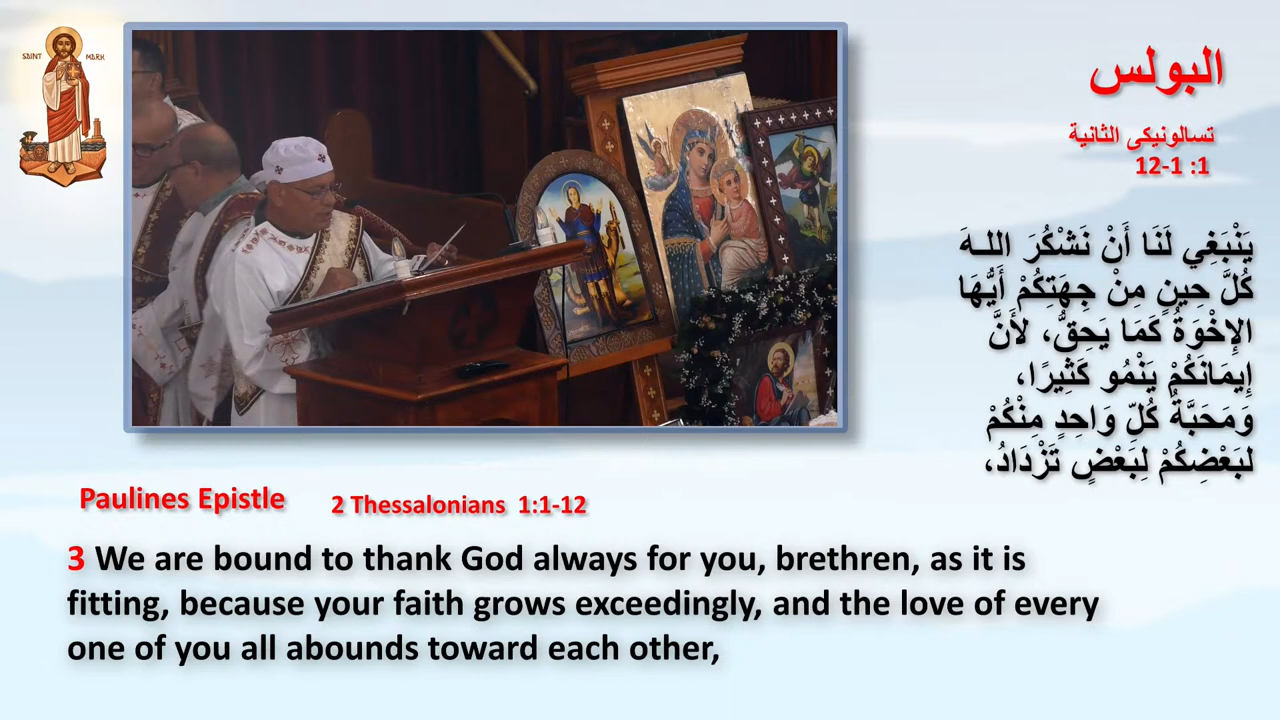 SAINT MARK
البولس
تسالونيكى الثانية
1: 1-12
يَنْبَغِي لَنَا أَنْ نَشْكُرَ اللهَ
كُلَّ حِينٍ مِنْ جِهَتِكُمْ أَيُّهَا
الإِخْوَةُ كَمَا يَحِقُّ، لأَنَّ
إِيمَانَكُمْ يَنْمُو كَثِيرًا،
وَمَحَبَّةُ كُلِّ وَاحِدٍ مِنْكُمْ
لبَعْضِكُمْ لِبَعْضٍ تَزْدَادُ،
Paulines Epistle 2 Thessalonians 1:1-12
3 We are bound to thank God always for you, brethren, as it is
fitting, because your faith grows exceedingly, and the love of every
one of you all abounds toward each other,